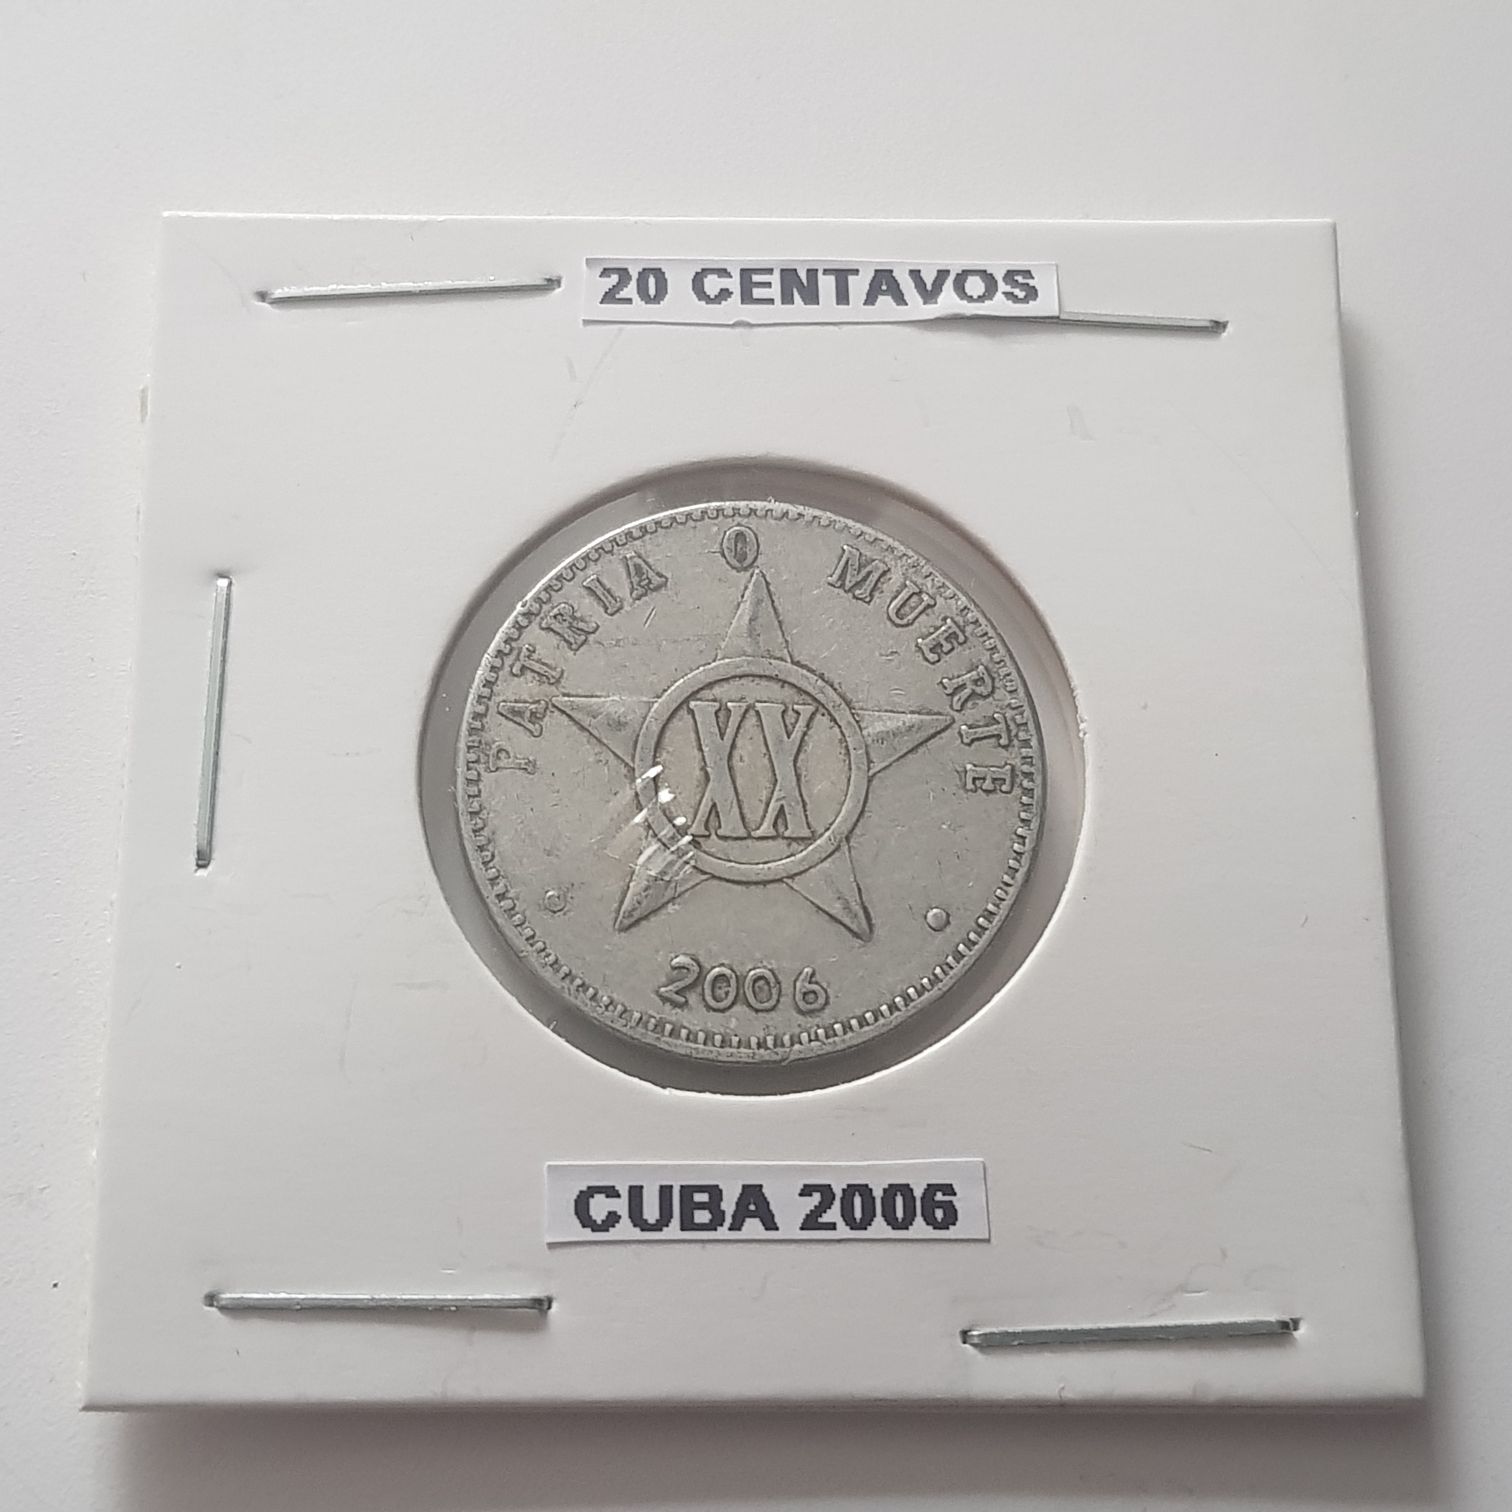 20 CENTAVOS
PATRIA O MUERTE
XX
2006
CUBA 2006